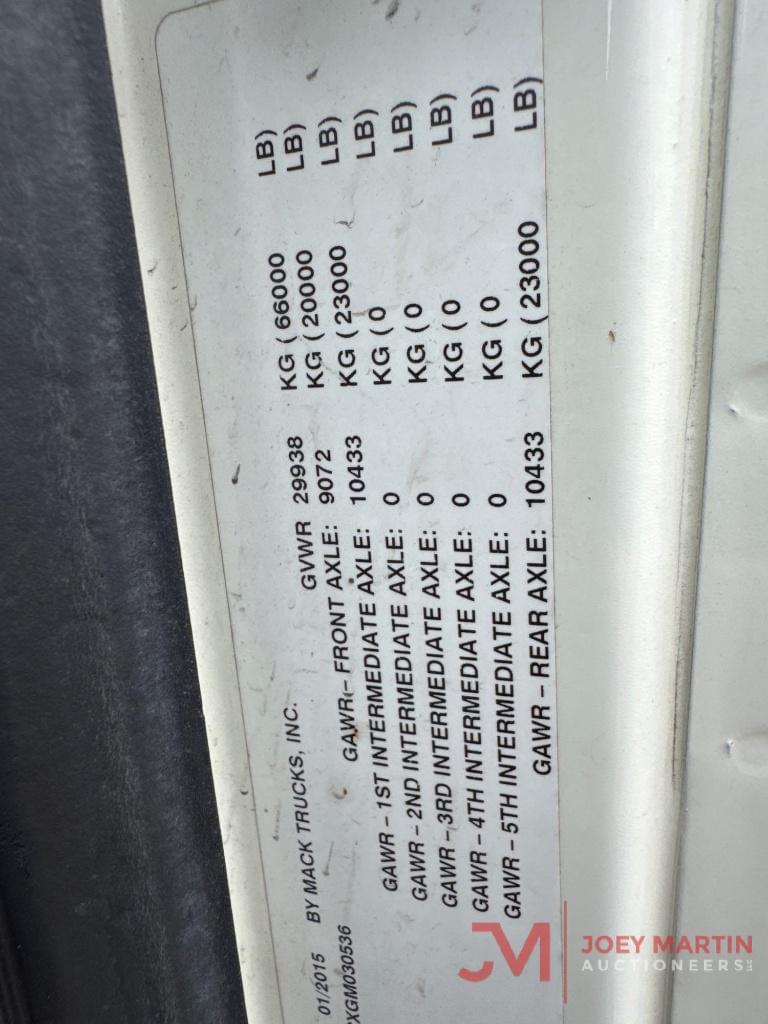 01/2015 BY MACK TRUCKS, INC.
GVWR 29938 KG ( 66000 LB)
GAWR – FRONT AXLE: 9072 KG ( 20000 LB)
GAWR – 1ST INTERMEDIATE AXLE: 10433 KG ( 23000 LB)
GAWR – 2ND INTERMEDIATE AXLE: 0 KG ( 0 LB)
GAWR – 3RD INTERMEDIATE AXLE: 0 KG ( 0 LB)
GAWR – 4TH INTERMEDIATE AXLE: 0 KG ( 0 LB)
GAWR – 5TH INTERMEDIATE AXLE: 0 KG ( 0 LB)
GAWR – REAR AXLE: 10433 KG ( 23000 LB)
XGM030536
JM JOEY MARTIN
AUCTIONEERS LLC